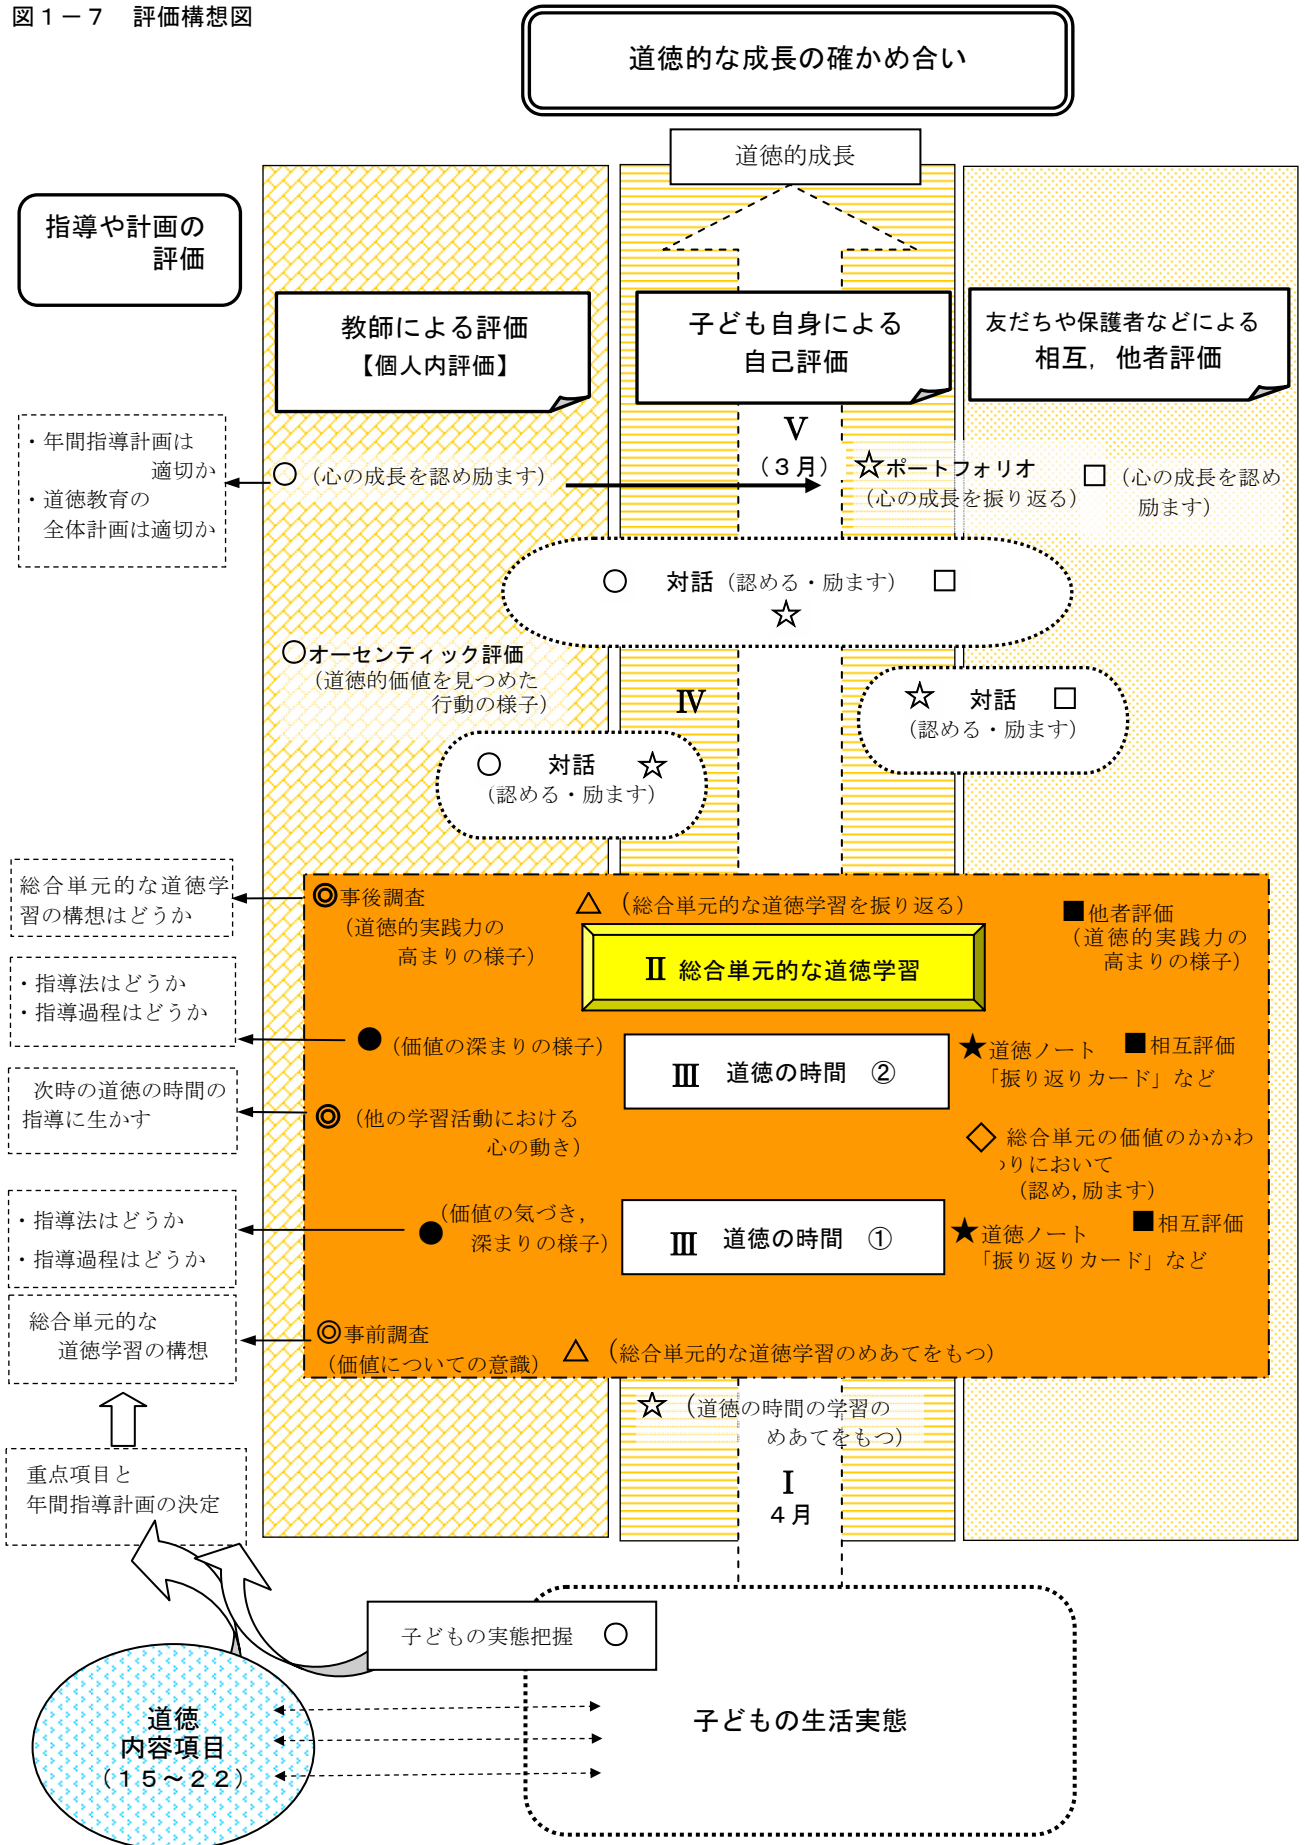 図１－７　評価構想図
道徳的な成長の確かめ合い
道徳的成長
指導や計画の
評価
教師による評価
【個人内評価】
子ども自身による
自己評価
友だちや保護者などによる
相互，他者評価
・年間指導計画は
適切か
・道徳教育の
全体計画は適切か
○（心の成長を認め励ます）
Ⅴ
（３月）
☆ポートフォリオ
（心の成長を振り返る）
□（心の成長を認め
励ます）
○　対話（認める・励ます）　□
☆
○オーセンティック評価
（道徳的価値を見つめた
行動の様子）
Ⅳ
☆　対話　□
（認める・励ます）
○　対話　☆
（認める・励ます）
総合単元的な道徳学
習の構想はどうか
◎事後調査
（道徳的実践力の
高まりの様子）
△（総合単元的な道徳学習を振り返る）
■他者評価
（道徳的実践力の
高まりの様子）
Ⅱ 総合単元的な道徳学習
・指導法はどうか
・指導過程はどうか
●（価値の深まりの様子）
Ⅲ　道徳の時間　②
★道徳ノート　■相互評価
「振り返りカード」など
次時の道徳の時間の
指導に生かす
◎（他の学習活動における
心の動き）
◇ 総合単元の価値のかかわ
りにおいて
（認め,励ます）
・指導法はどうか
・指導過程はどうか
●（価値の気づき,
深まりの様子）
Ⅲ　道徳の時間　①
★道徳ノート　■相互評価
「振り返りカード」など
総合単元的な
道徳学習の構想
◎事前調査
（価値についての意識）
△（総合単元的な道徳学習のめあてをもつ）
☆（道徳の時間の学習の
めあてをもつ）
重点項目と
年間指導計画の決定
Ⅰ
４月
子どもの実態把握　○
子どもの生活実態
道徳
内容項目
（１５～２２）